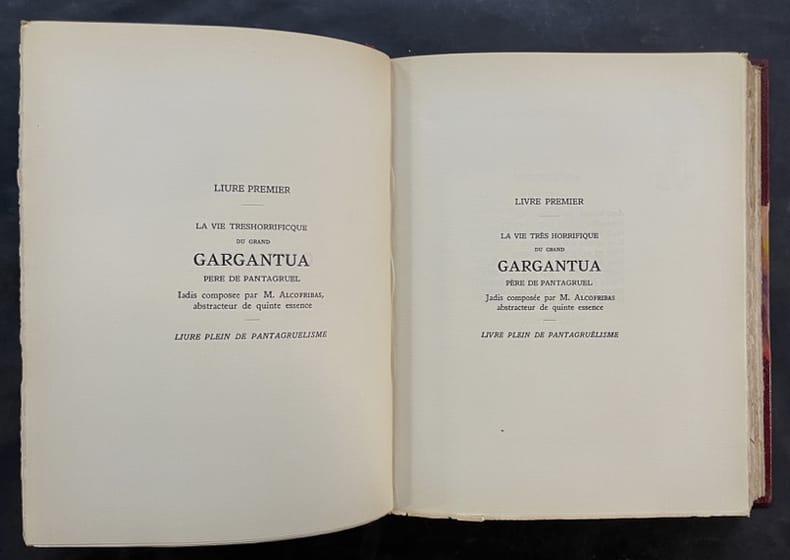 LIURE PREMIER
LA VIE TRESHORRIFICQUE
DU GRAND
GARGANTUA
PERE DE PANTAGRUEL
Iadis composee par M. ALCOFRIBAS,
abstracteur de quinte essence
LIURE PLEIN DE PANTAGRUELISME
LIVRE PREMIER
LA VIE TRÈS HORRIFIQUE
DU GRAND
GARGANTUA
PÈRE DE PANTAGRUEL
Jadis composée par M. ALCOFRIBAS
abstracteur de quinte essence
LIVRE PLEIN DE PANTAGRUÉLISME